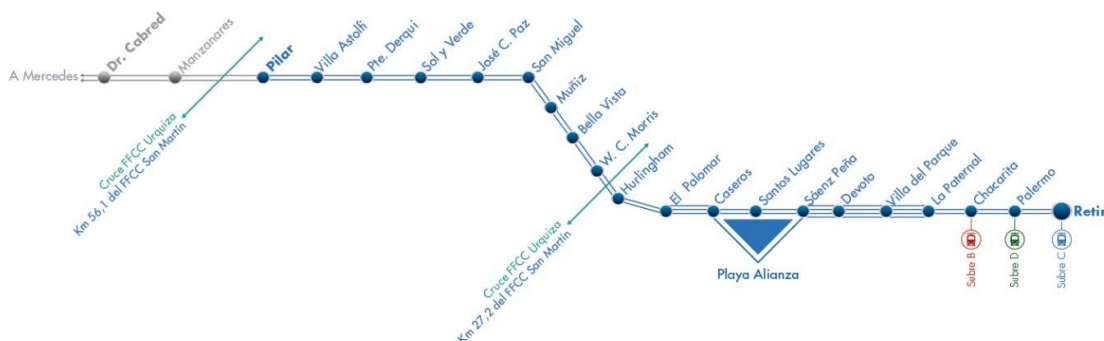 A Mercedes
Dr. Cabred
Manzanares
Pilar
Villa Astolfi
Pte. Derqui
Sol y Verde
José C. Paz
San Miguel
Muñiz
Bella Vista
W. C. Morris
Hurlingham
El Palomar
Caseros
Santos Lugares
Sáenz Peña
Devoto
Villa del Parque
La Paternal
Chacarita
Palermo
Retir
Cruce FFCC Urquiza
Km 56,1 del FFCC San Martín
Cruce FFCC Urquiza
Km 27,2 del FFCC San Martín
Playa Alianza
Subre B
Subre D
Subre C